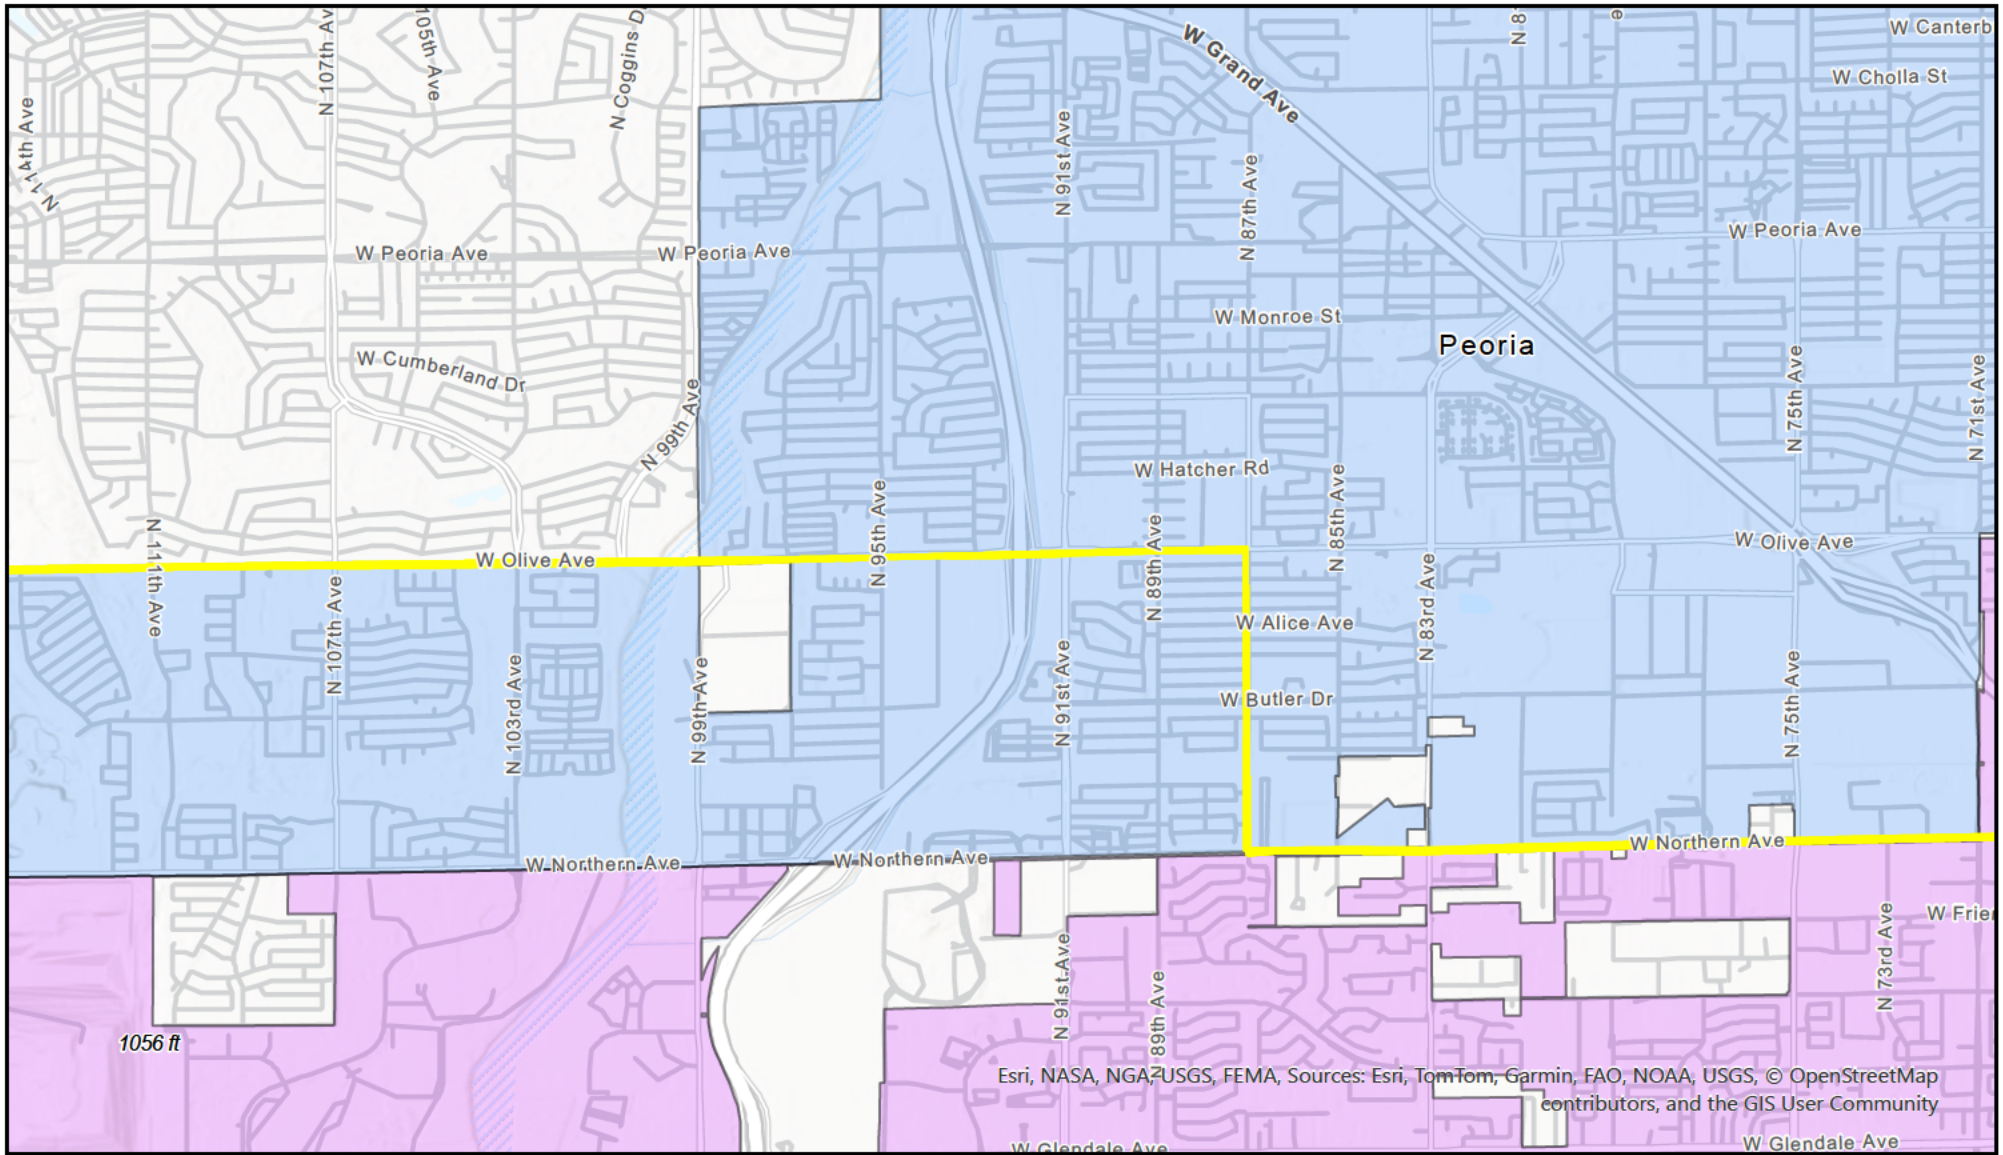 W Canterb
N 107th Av
105th Ave
N Coggins D
W Grand Ave
N 8
e
W Cholla St
N 114th Ave
N 91st Ave
N 87th Ave
W Peoria Ave
W Peoria Ave
W Peoria Ave
W Monroe St
Peoria
W Cumberland Dr
N 99th Ave
N 75th Ave
N 71st Ave
W Hatcher Rd
N 95th Ave
N 85th Ave
W Olive Ave
W Olive Ave
N 111th Ave
N 107th Ave
N 89th Ave
N 83rd Ave
W Alice Ave
N 103rd Ave
N 99th Ave
N 91st Ave
W Butler Dr
N 75th Ave
W Northern Ave
W Northern Ave
W Northern Ave
W Frier
N 73rd Ave
N 91st Ave
N 89th Ave
1056 ft
Esri, NASA, NGA, USGS, FEMA, Sources: Esri, TomTom, Garmin, FAO, NOAA, USGS, © OpenStreetMap
contributors, and the GIS User Community
W Glendale Ave
W Glendale Ave